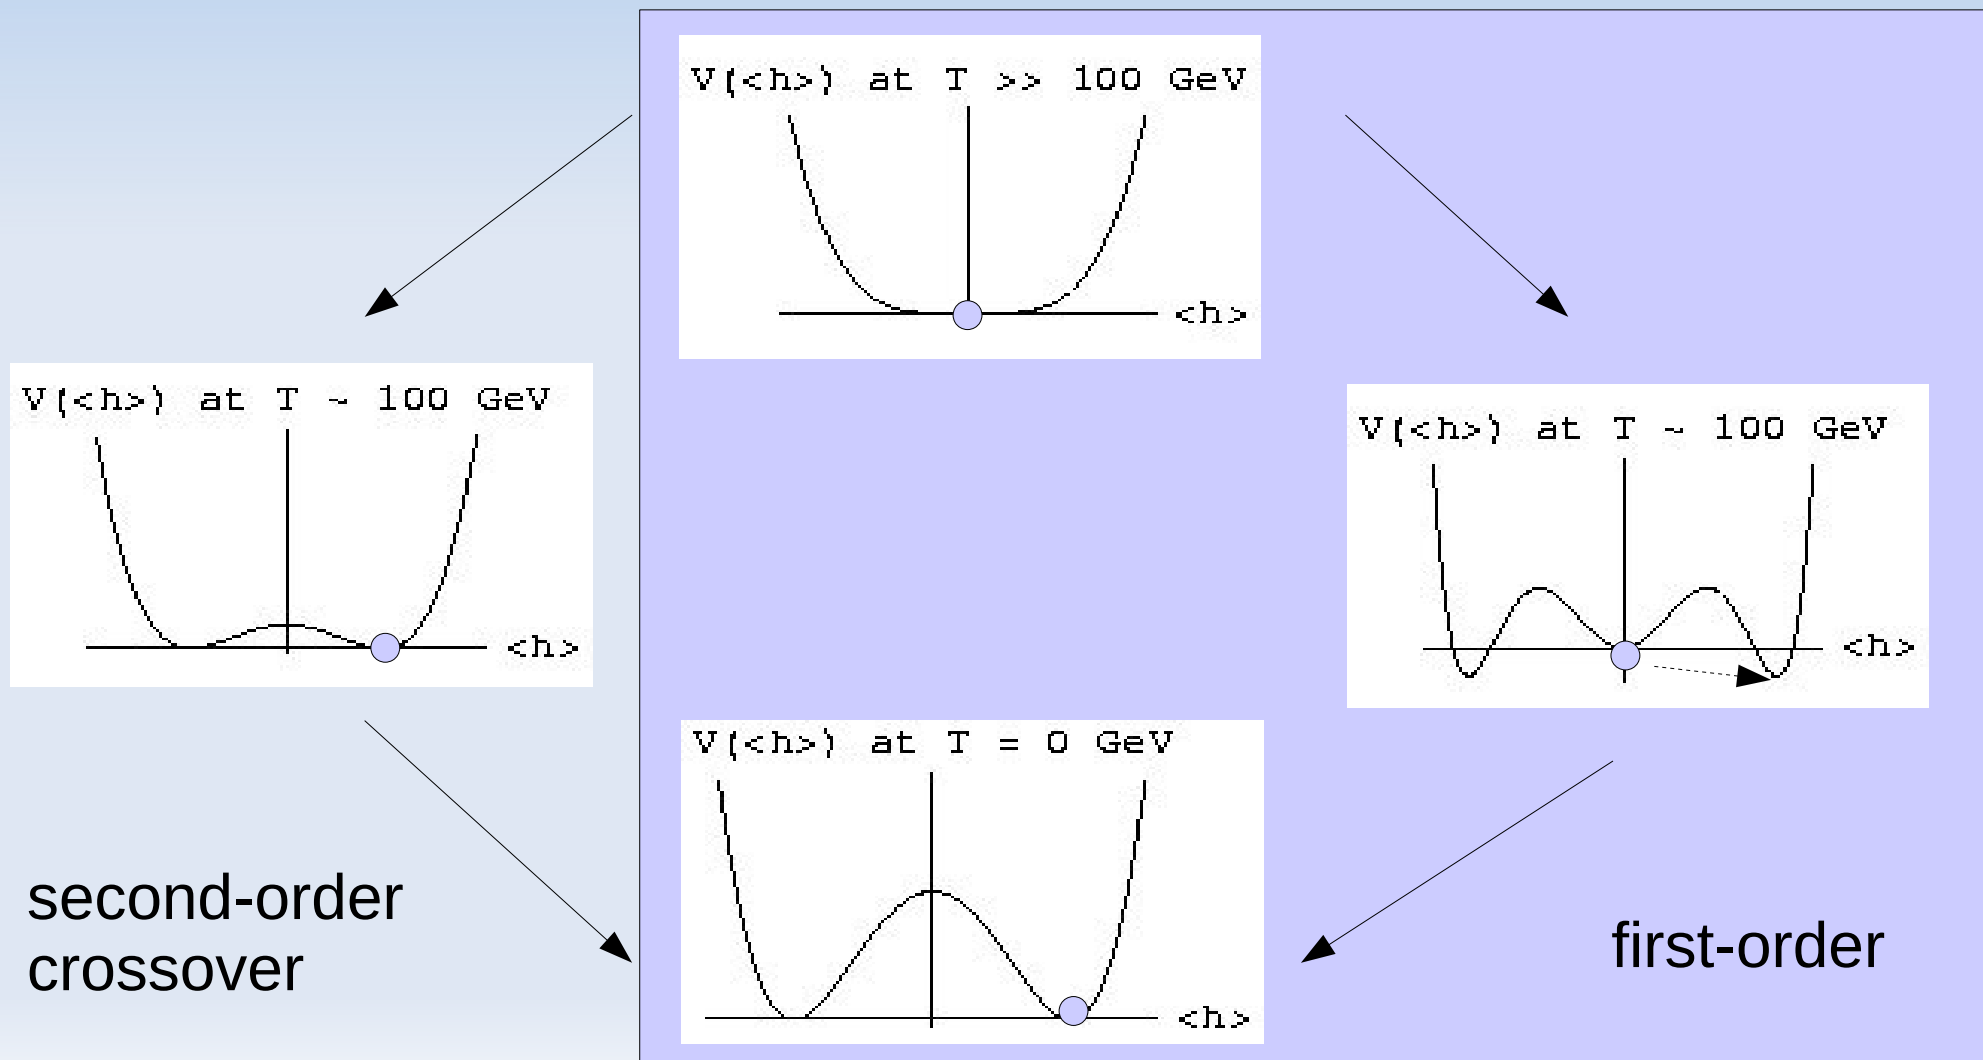 V(<h>) at T >> 100 GeV
<h>
V(<h>) at T ~ 100 GeV
<h>
V(<h>) at T ~ 100 GeV
<h>
V(<h>) at T = 0 GeV
<h>
second-order
crossover
first-order